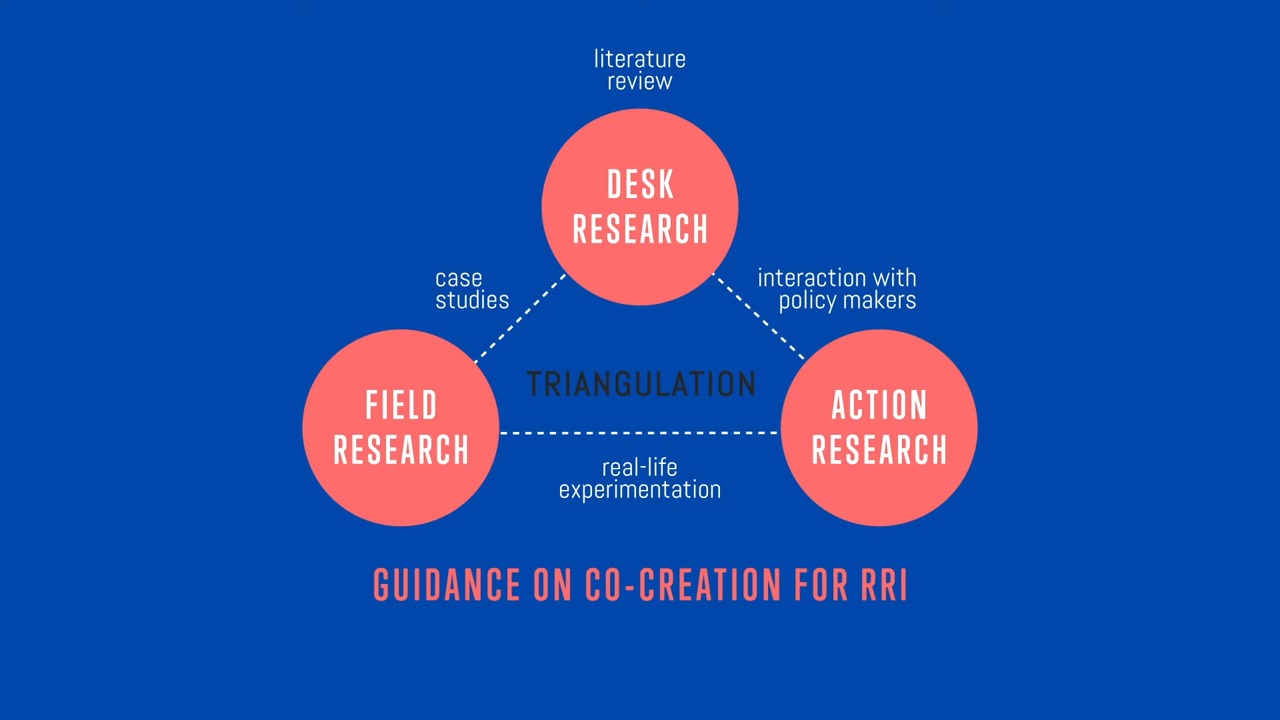 literature
review
DESK
RESEARCH
case
studies
interaction with
policy makers
TRIANGULATION
FIELD
RESEARCH
ACTION
RESEARCH
real-life
experimentation
GUIDANCE ON CO-CREATION FOR RRI